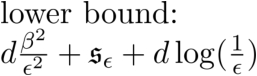 lower bound:
$d\frac{\beta^2}{\epsilon^2} + \mathfrak{s}_\epsilon + d\log(\frac{1}{\epsilon})$